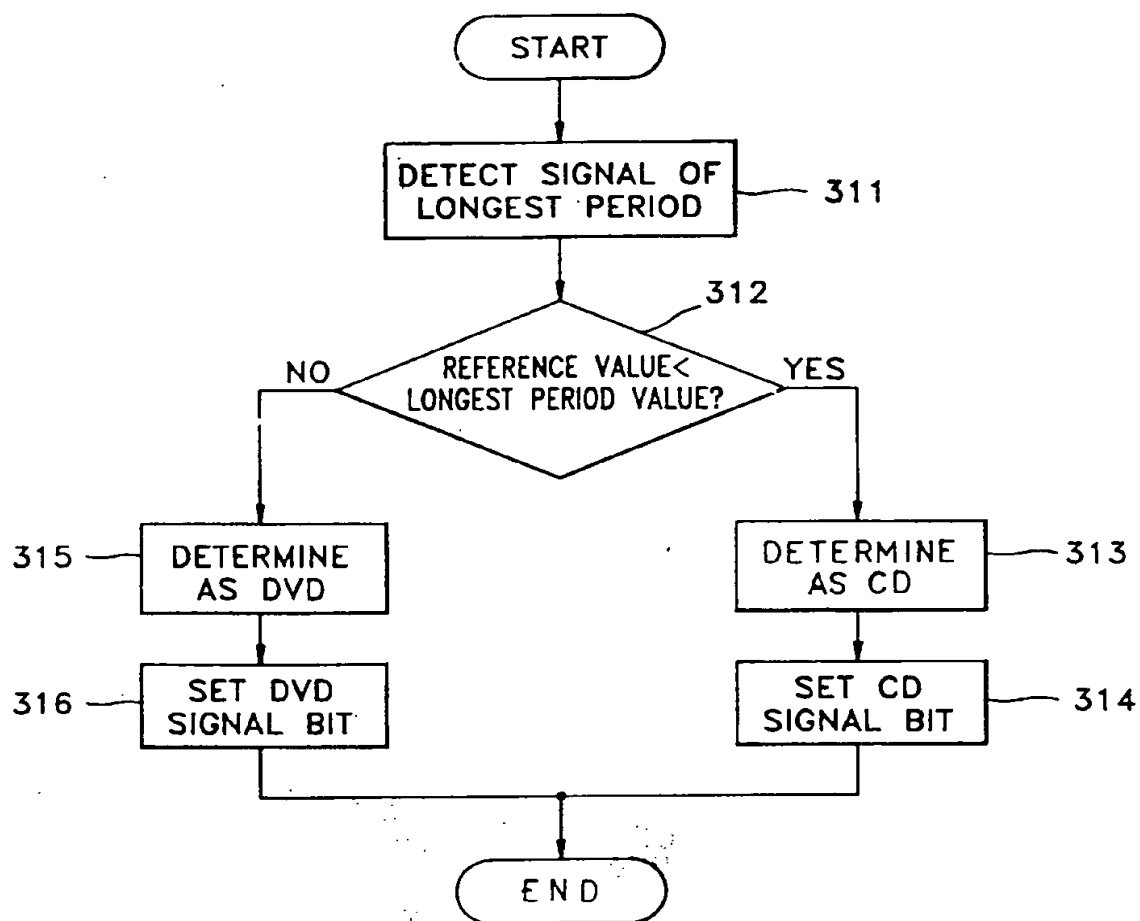 START
DETECT SIGNAL OF
LONGEST PERIOD
311
312
NO
REFERENCE VALUE<
LONGEST PERIOD VALUE?
YES
315
DETERMINE
AS DVD
DETERMINE
AS CD
313
316
SET DVD
SIGNAL BIT
SET CD
SIGNAL BIT
314
END